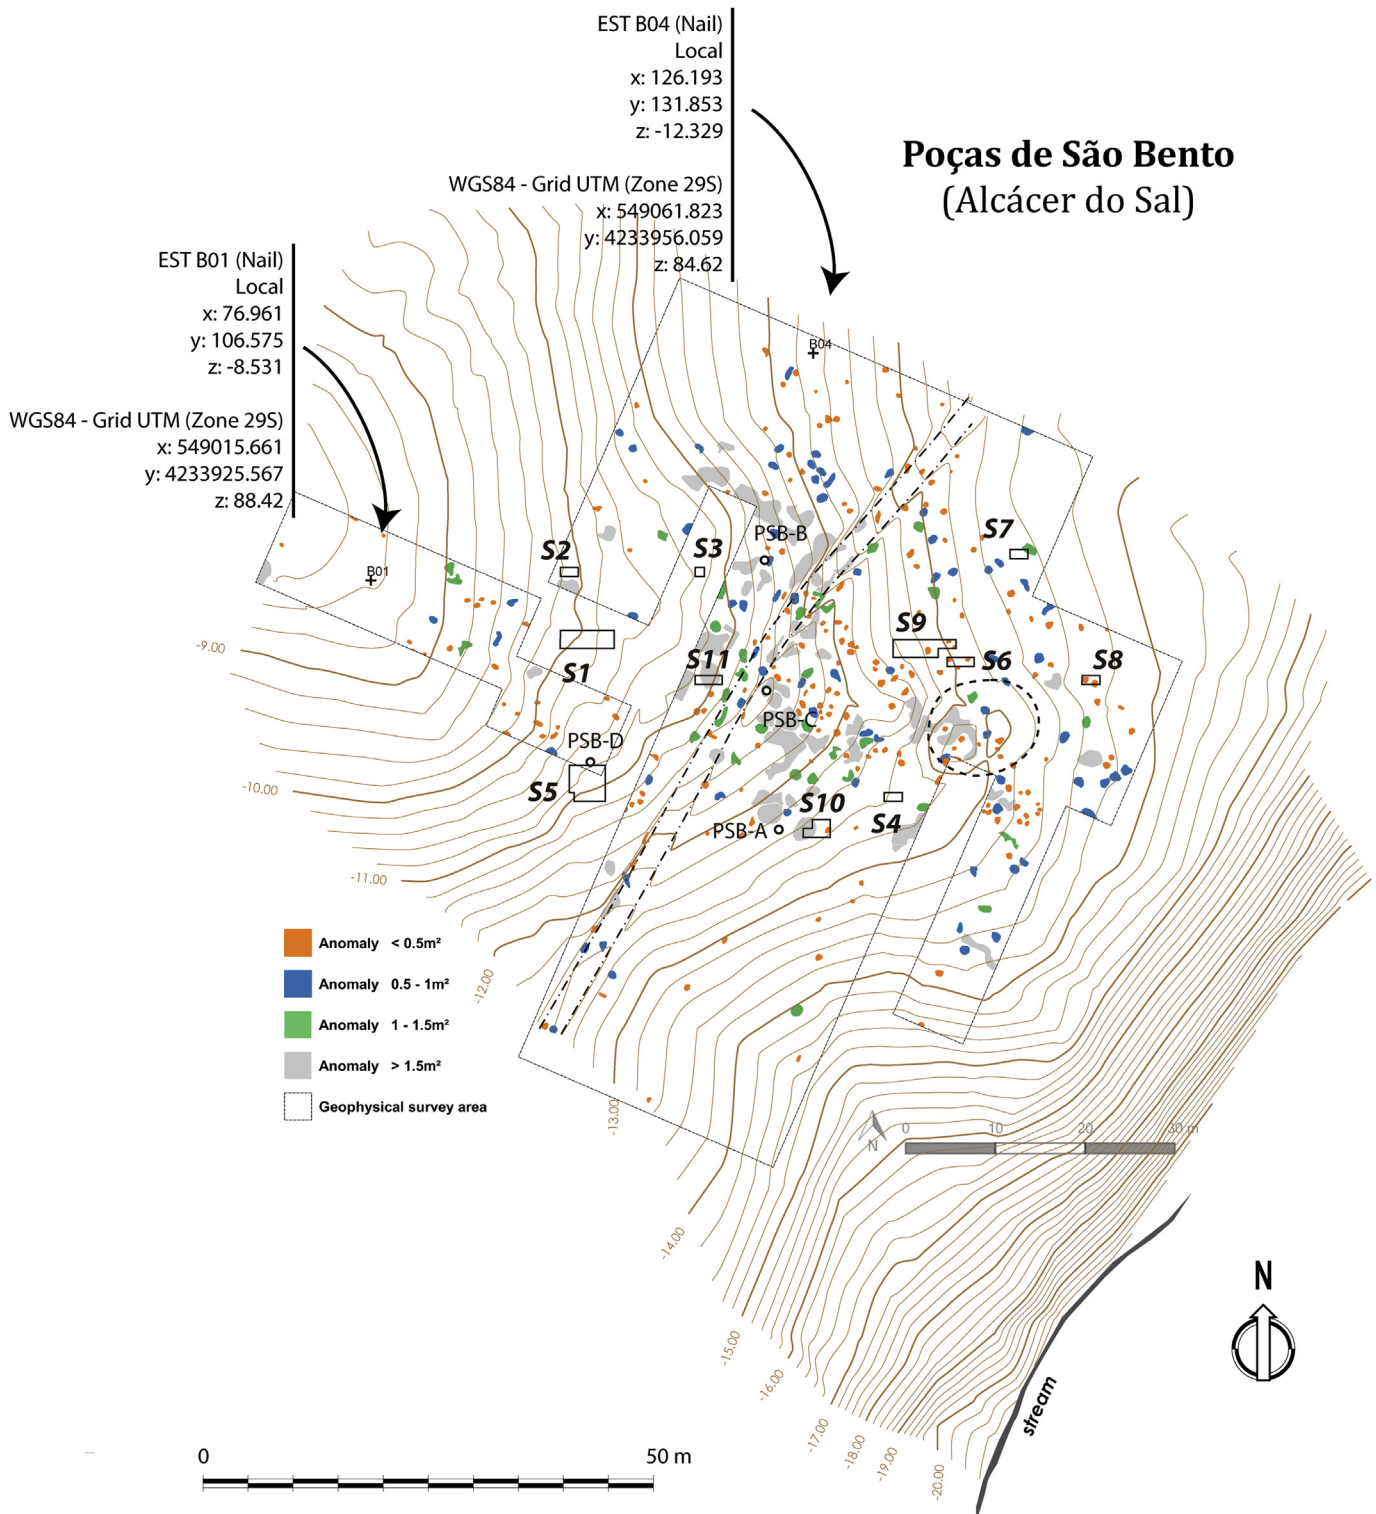 EST B04 (Nail)
Local
x: 126.193
y: 131.853
z: -12.329
WGS84 - Grid UTM (Zone 29S)
x: 549061.823
y: 4233956.059
z: 84.62
Poças de São Bento
(Alcácer do Sal)
EST B01 (Nail)
Local
x: 76.961
y: 106.575
z: -8.531
WGS84 - Grid UTM (Zone 29S)
x: 549015.661
y: 4233925.567
z: 88.42
B04
B01
PSB-B
S7
S2
S3
S9
S1
S11
S6
S8
PSB-C
PSB-D
S5
S10
PSB-A
S4
-9.00
-10.00
-11.00
-12.00
-13.00
-14.00
-15.00
-16.00
-17.00
-18.00
-19.00
-20.00
Anomaly < 0.5m²
Anomaly 0.5 - 1m²
Anomaly 1 - 1.5m²
Anomaly > 1.5m²
Geophysical survey area
N
0 10 20 30 m
N
stream
0 50 m